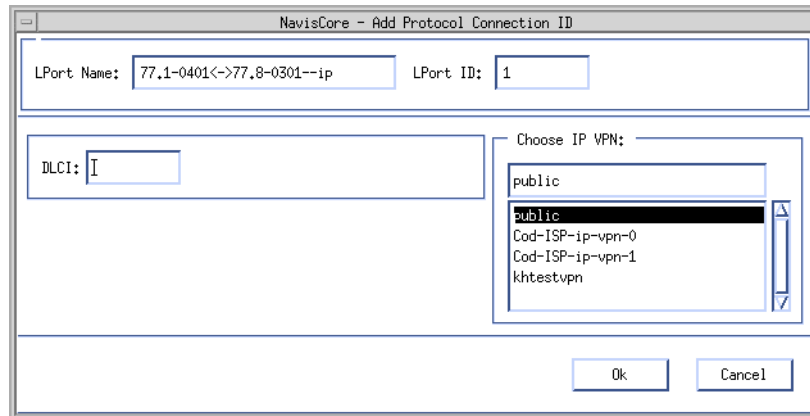 NavisCore - Add Protocol Connection ID
LPort Name: 77.1-0401<->77.8-0301--ip LPort ID: 1
DLCI:
Choose IP VPN:
public
public
Cod-ISP-ip-vpn-0
Cod-ISP-ip-vpn-1
khtestvpn
Ok Cancel